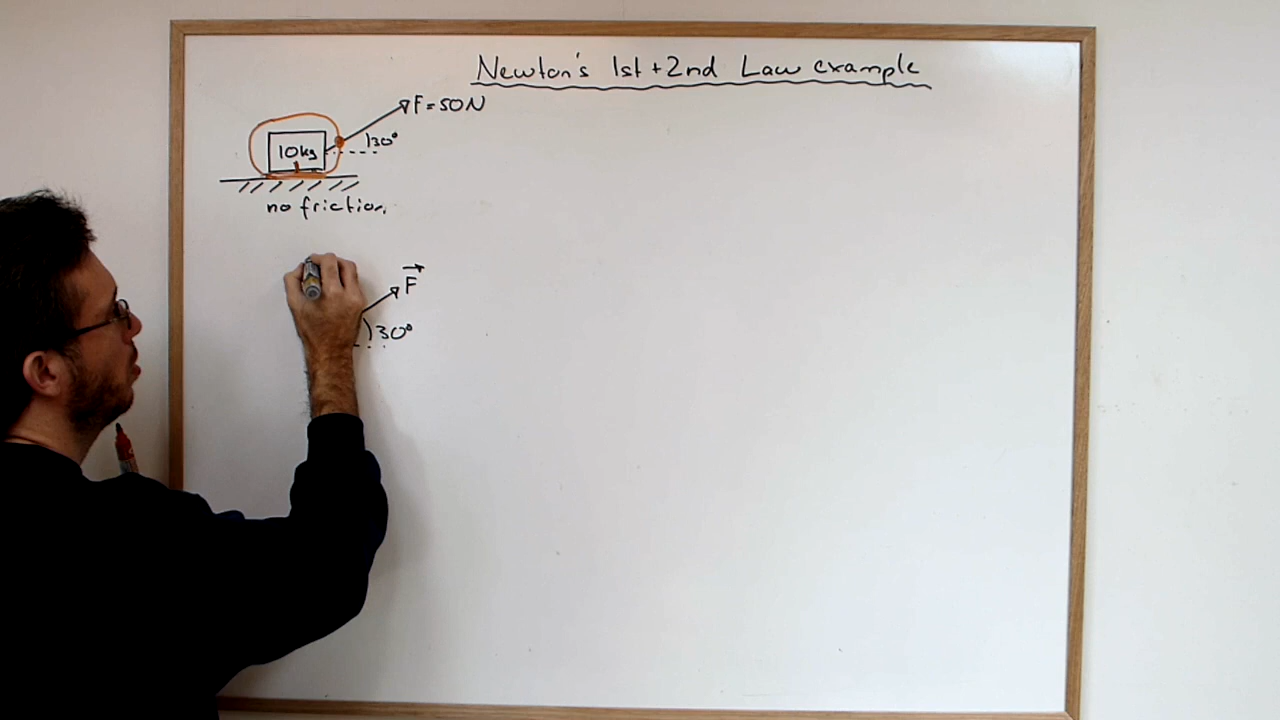 Newton's 1st + 2nd Law example
F = 50N
10kg
30°
no friction
F
30°